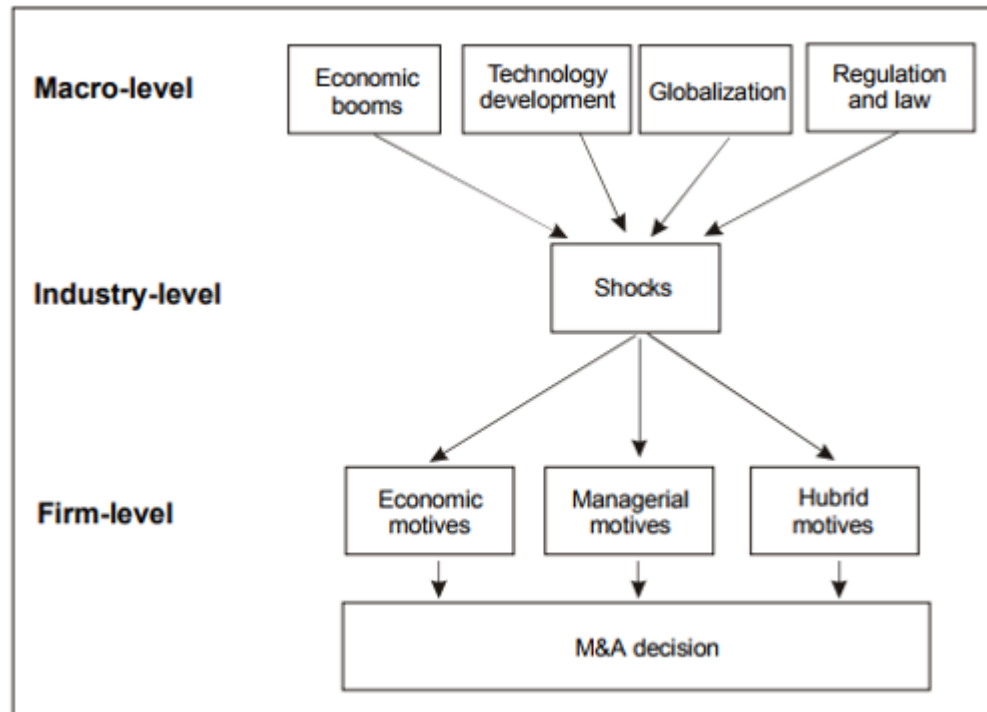 Macro-level
Economic
booms
Technology
development
Globalization
Regulation
and law
Industry-level
Shocks
Firm-level
Economic
motives
Managerial
motives
Hubrid
motives
M&A decision